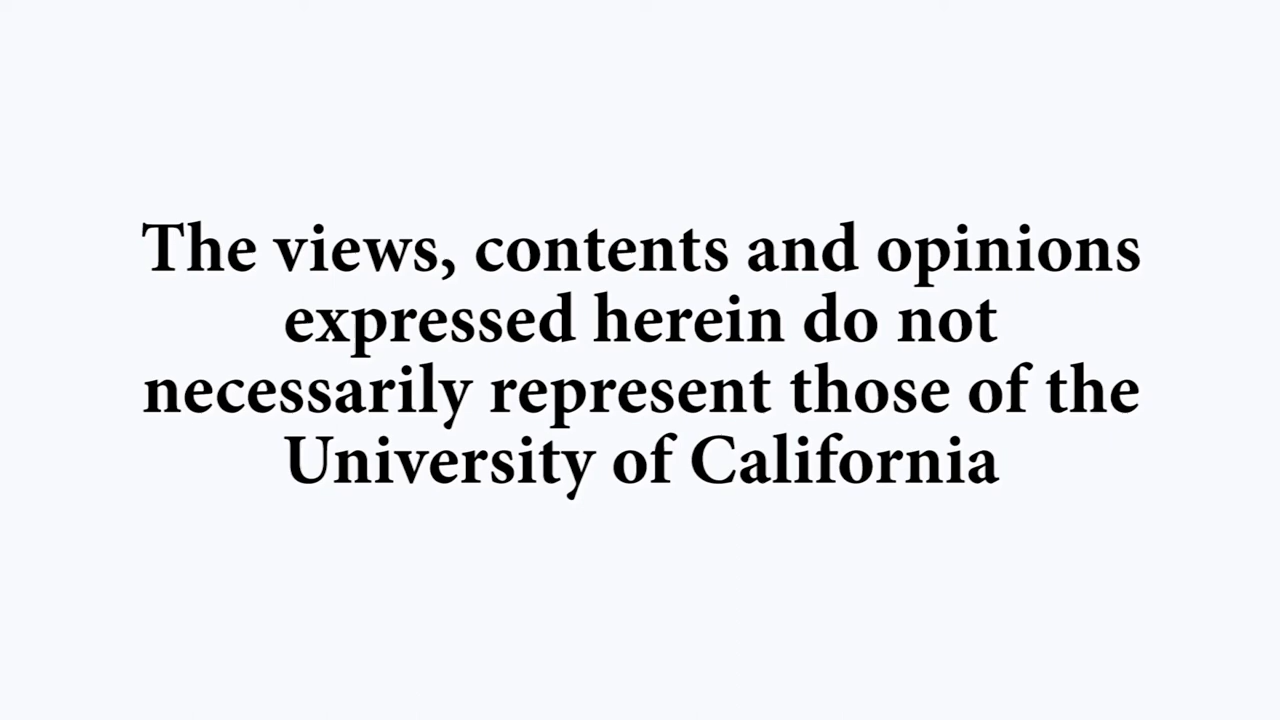 The views, contents and opinions
expressed herein do not
necessarily represent those of the
University of California